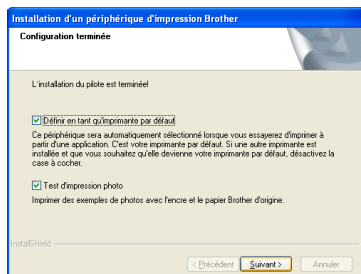 Installation d'un périphérique d'impression Brother
Configuration terminée
L'installation du pilote est terminée!
Définir en tant qu'imprimante par défaut
Ce périphérique sera automatiquement sélectionné lorsque vous essayerez d'imprimer à
partir d'une application. C'est votre imprimante par défaut. Si une autre imprimante est
installée et que vous souhaitez qu'elle devienne votre imprimante par défaut, désactivez la
case à cocher.
Test d'impression photo
Imprimer des exemples de photos avec l'encre et le papier Brother d'origine.
InstallShield
< Précédent Suivant > Annuler